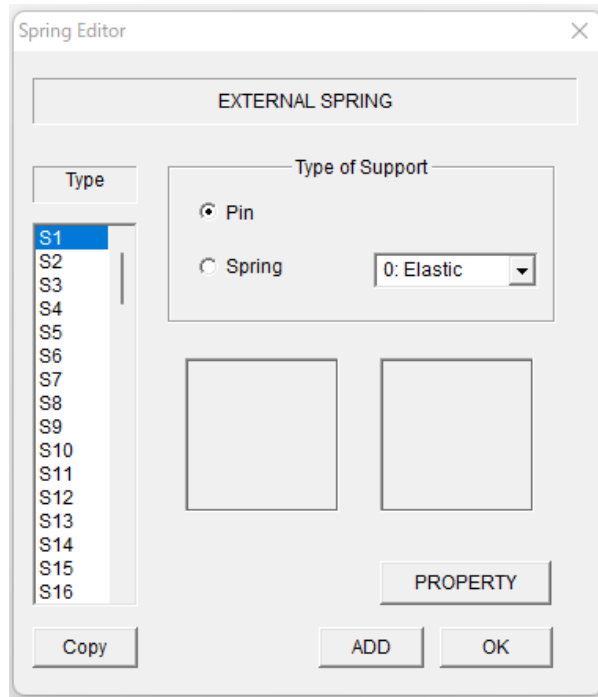 Spring Editor
EXTERNAL SPRING
Type
Type of Support
Pin
Spring
0: Elastic
S1
S2
S3
S4
S5
S6
S7
S8
S9
S10
S11
S12
S13
S14
S15
S16
PROPERTY
Copy
ADD
OK